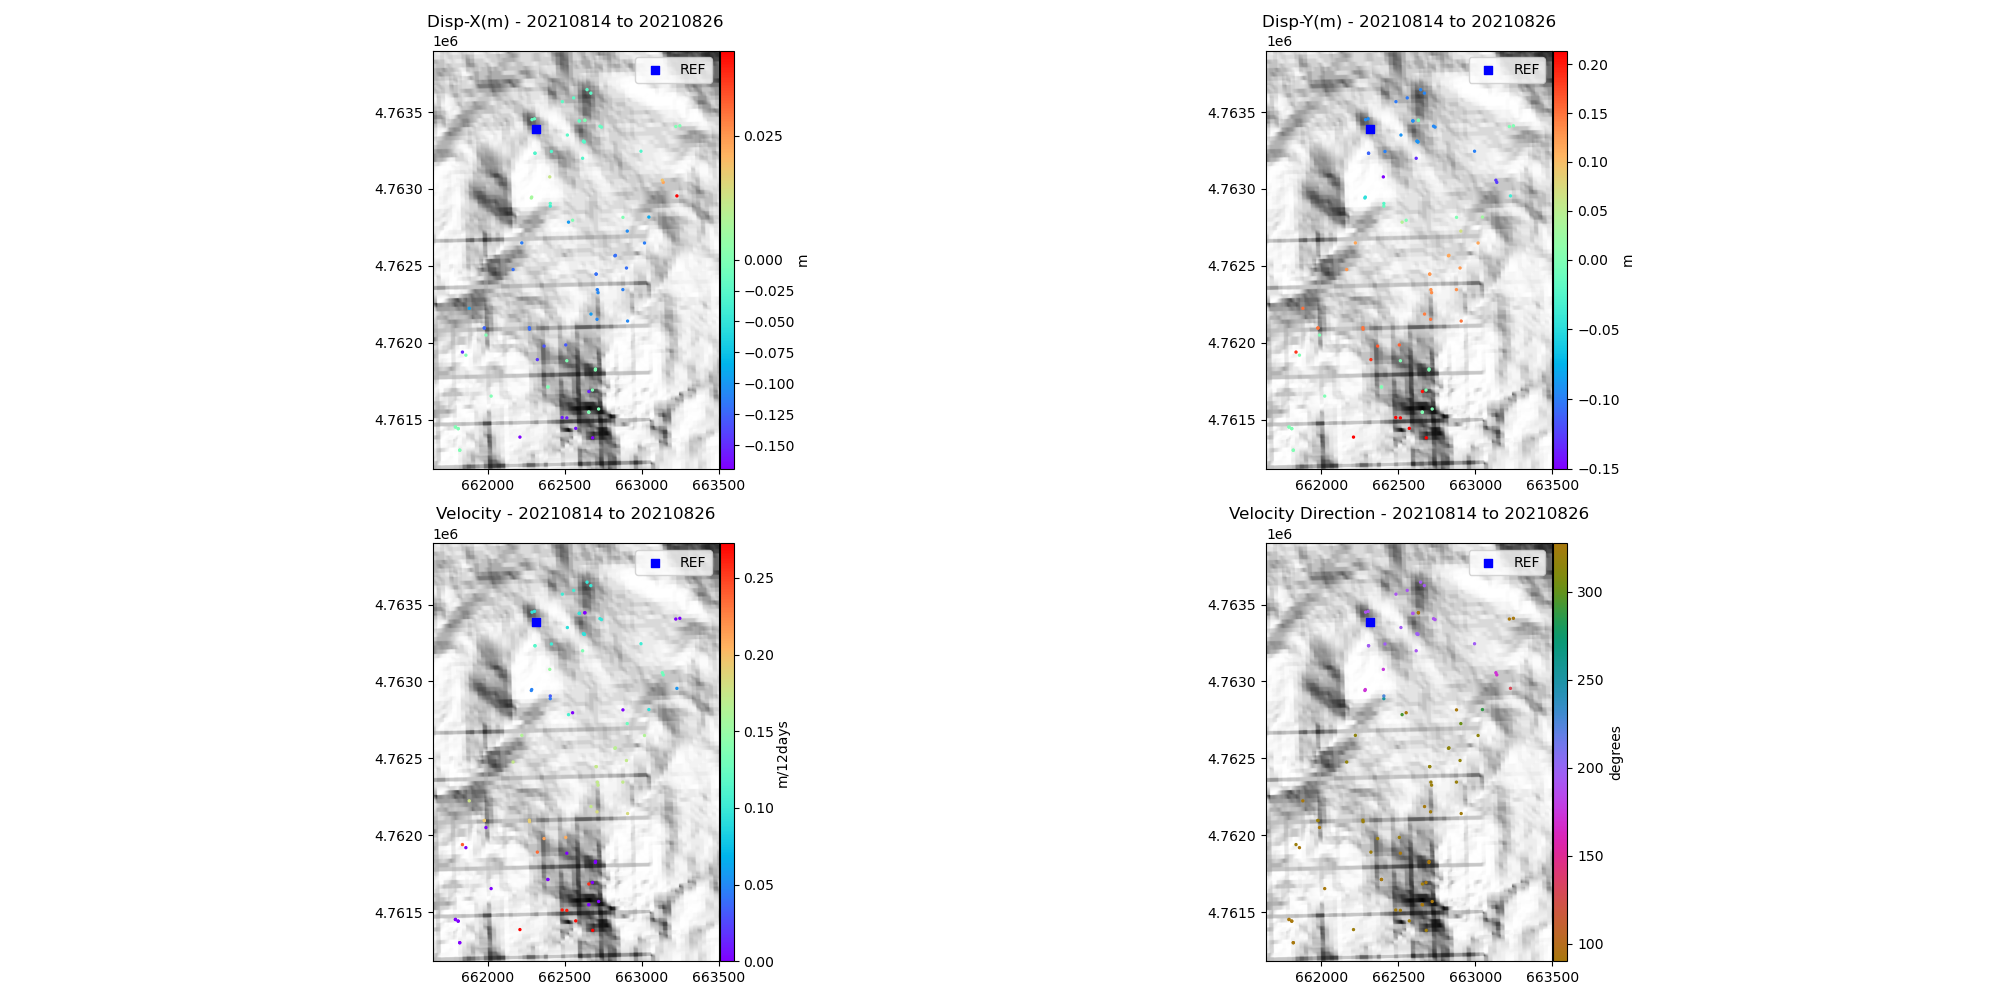 Disp-X(m) - 20210814 to 20210826
1e6
REF
4.7635
4.7630
4.7625
4.7620
4.7615
662000 662500 663000 663500
0.025
0.000
−0.025
−0.050
−0.075
−0.100
−0.125
−0.150
m
Disp-Y(m) - 20210814 to 20210826
1e6
REF
4.7635
4.7630
4.7625
4.7620
4.7615
662000 662500 663000 663500
0.20
0.15
0.10
0.05
0.00
−0.05
−0.10
−0.15
m
Velocity - 20210814 to 20210826
1e6
REF
4.7635
4.7630
4.7625
4.7620
4.7615
662000 662500 663000 663500
0.25
0.20
0.15
0.10
0.05
0.00
m/12days
Velocity Direction - 20210814 to 20210826
1e6
REF
4.7635
4.7630
4.7625
4.7620
4.7615
662000 662500 663000 663500
300
250
200
150
100
degrees